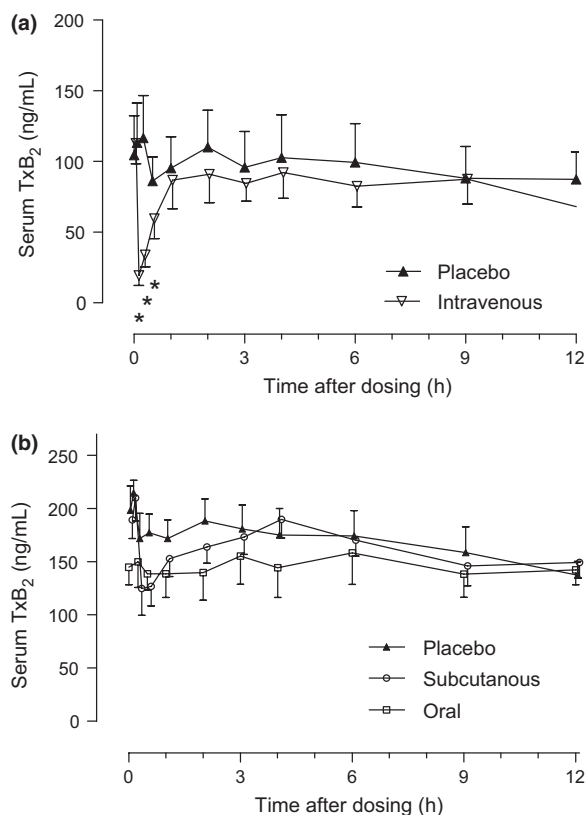 (a)
200
150
100
50
0
Serum TxB₂ (ng/mL)
Placebo
Intravenous
*
*
*
0
3
6
9
12
Time after dosing (h)
(b)
250
200
150
100
50
0
Serum TxB₂ (ng/mL)
Placebo
Subcutanous
Oral
0
3
6
9
12
Time after dosing (h)